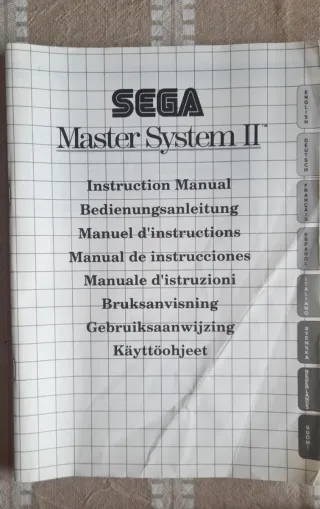 SEGA
Master System II™
Instruction Manual
Bedienungsanleitung
Manuel d'instructions
Manual de instrucciones
Manuale d'istruzioni
Bruksanvisning
Gebruiksaanwijzing
Käyttöohjeet
ENGLISH
DEUTSCH
FRANÇAIS
ESPAÑOL
ITALIANO
SVENSKA
NEDERLANDS
SUOMI